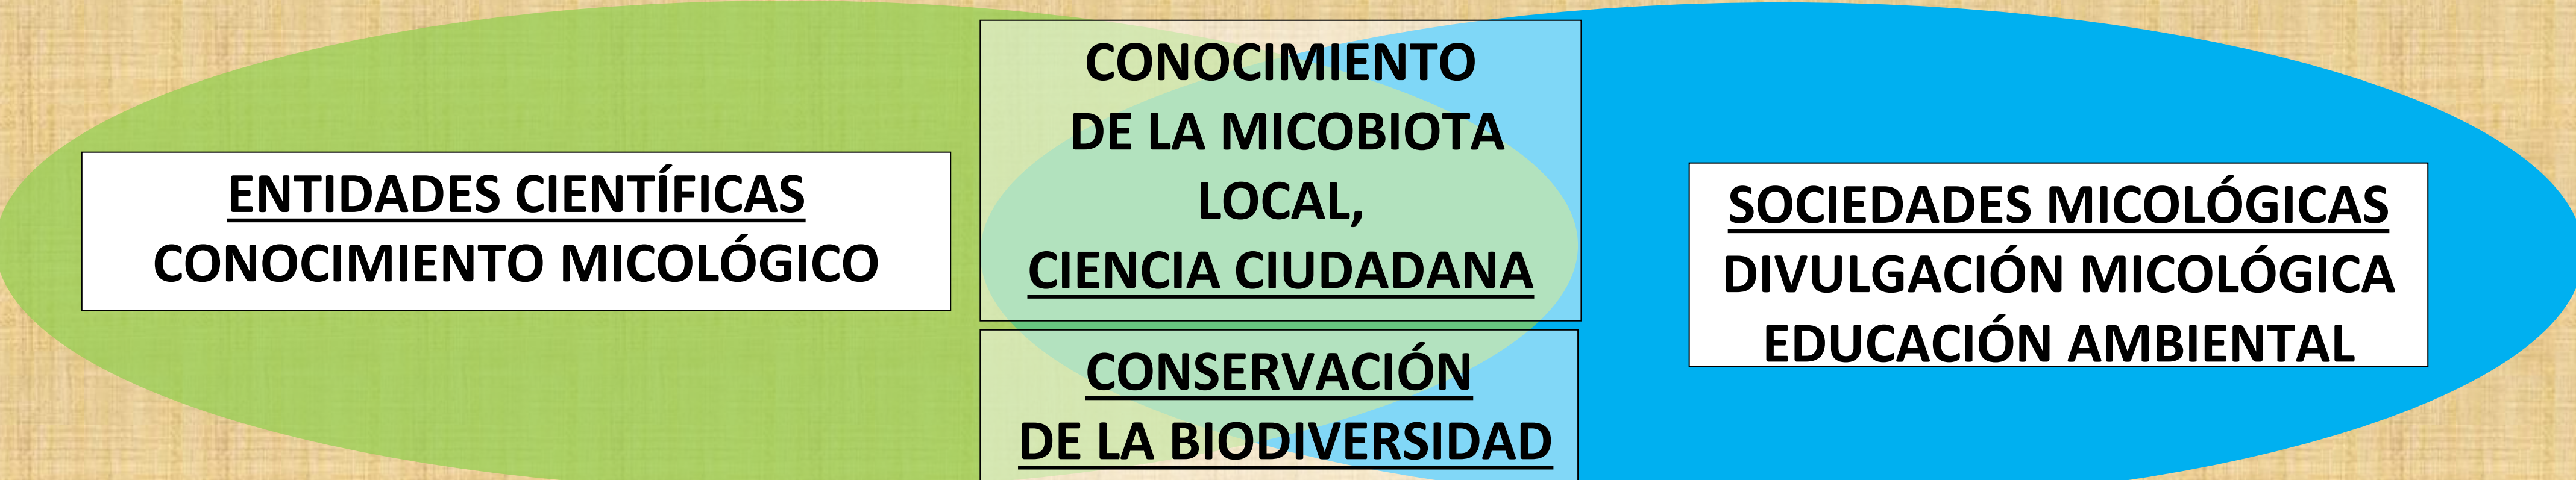 ENTIDADES CIENTÍFICAS
CONOCIMIENTO MICOLÓGICO
CONOCIMIENTO
DE LA MICOBIOTA
LOCAL,
CIENCIA CIUDADANA
CONSERVACIÓN
DE LA BIODIVERSIDAD
SOCIEDADES MICOLÓGICAS
DIVULGACIÓN MICOLÓGICA
EDUCACIÓN AMBIENTAL